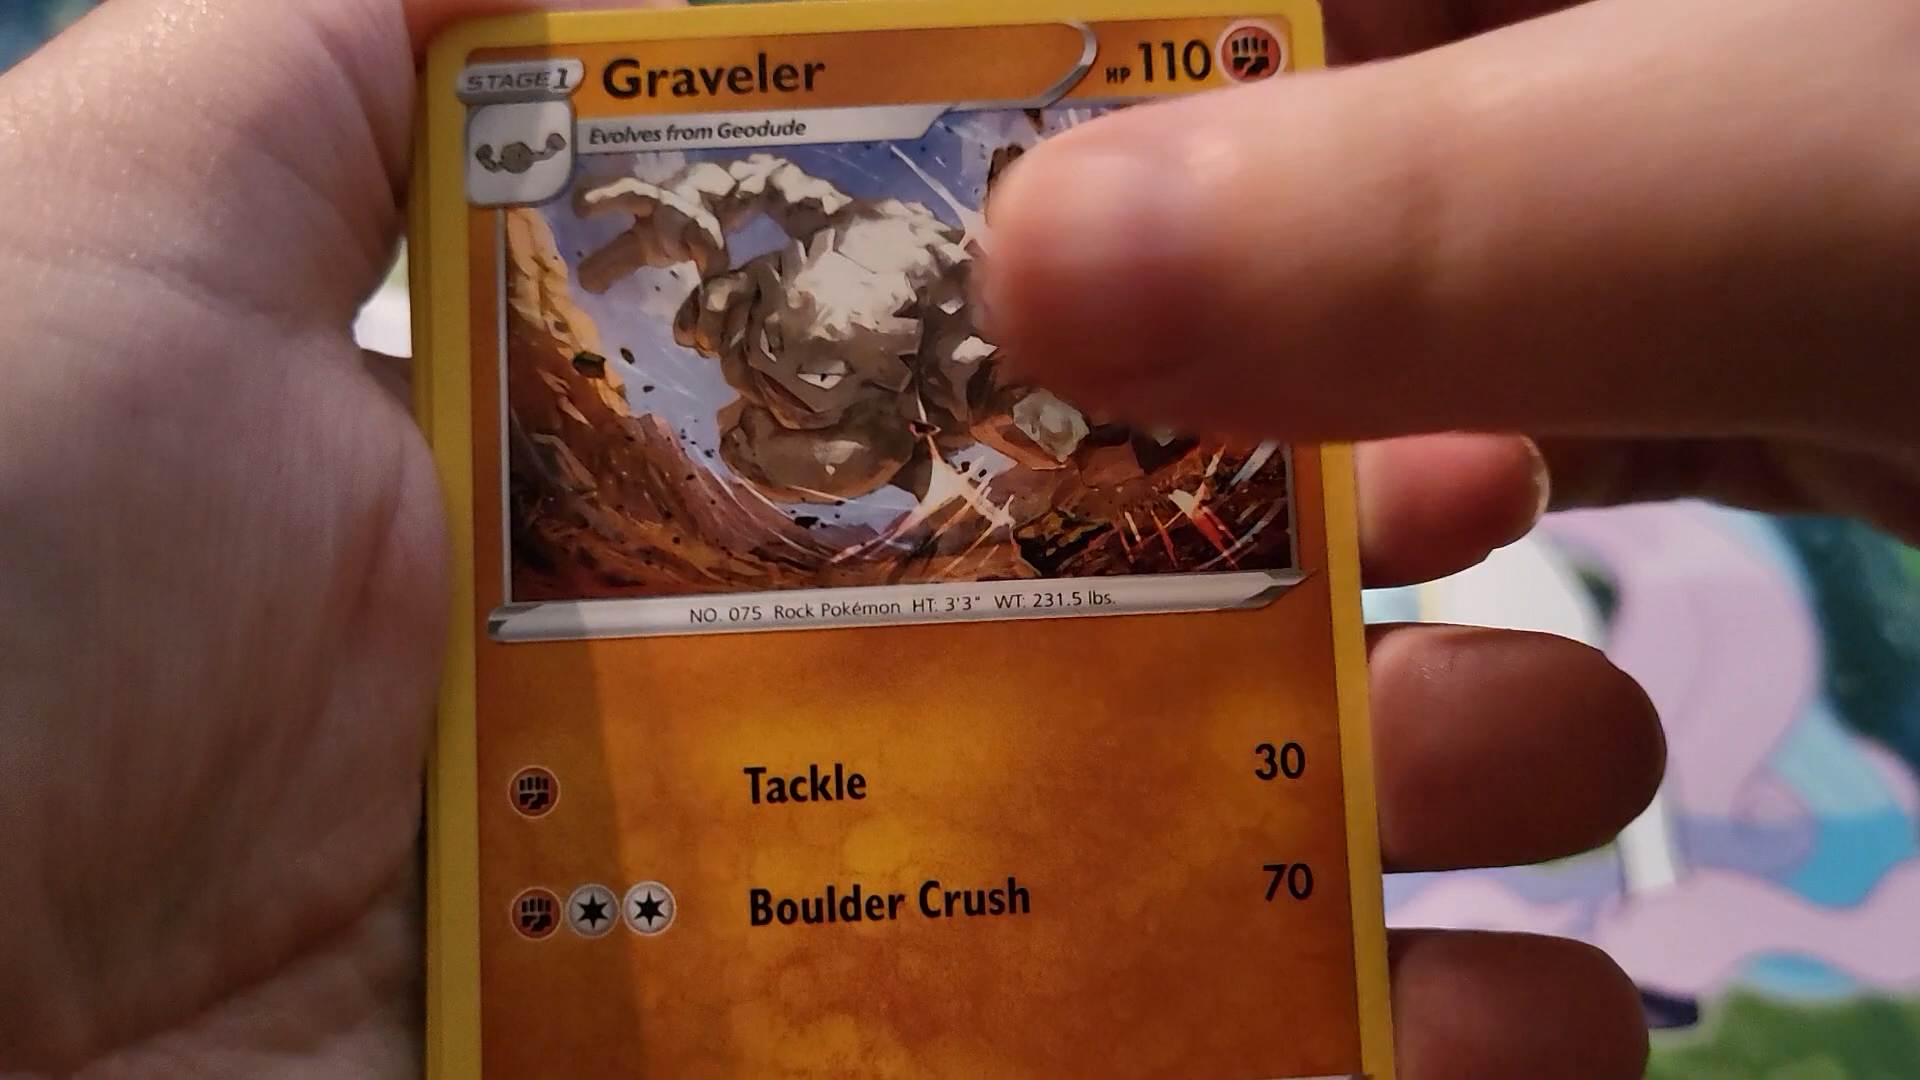 STAGE 1 Graveler HP 110
Evolves from Geodude
NO. 075 Rock Pokémon HT: 3'3" WT: 231.5 lbs.
Tackle 30
Boulder Crush 70